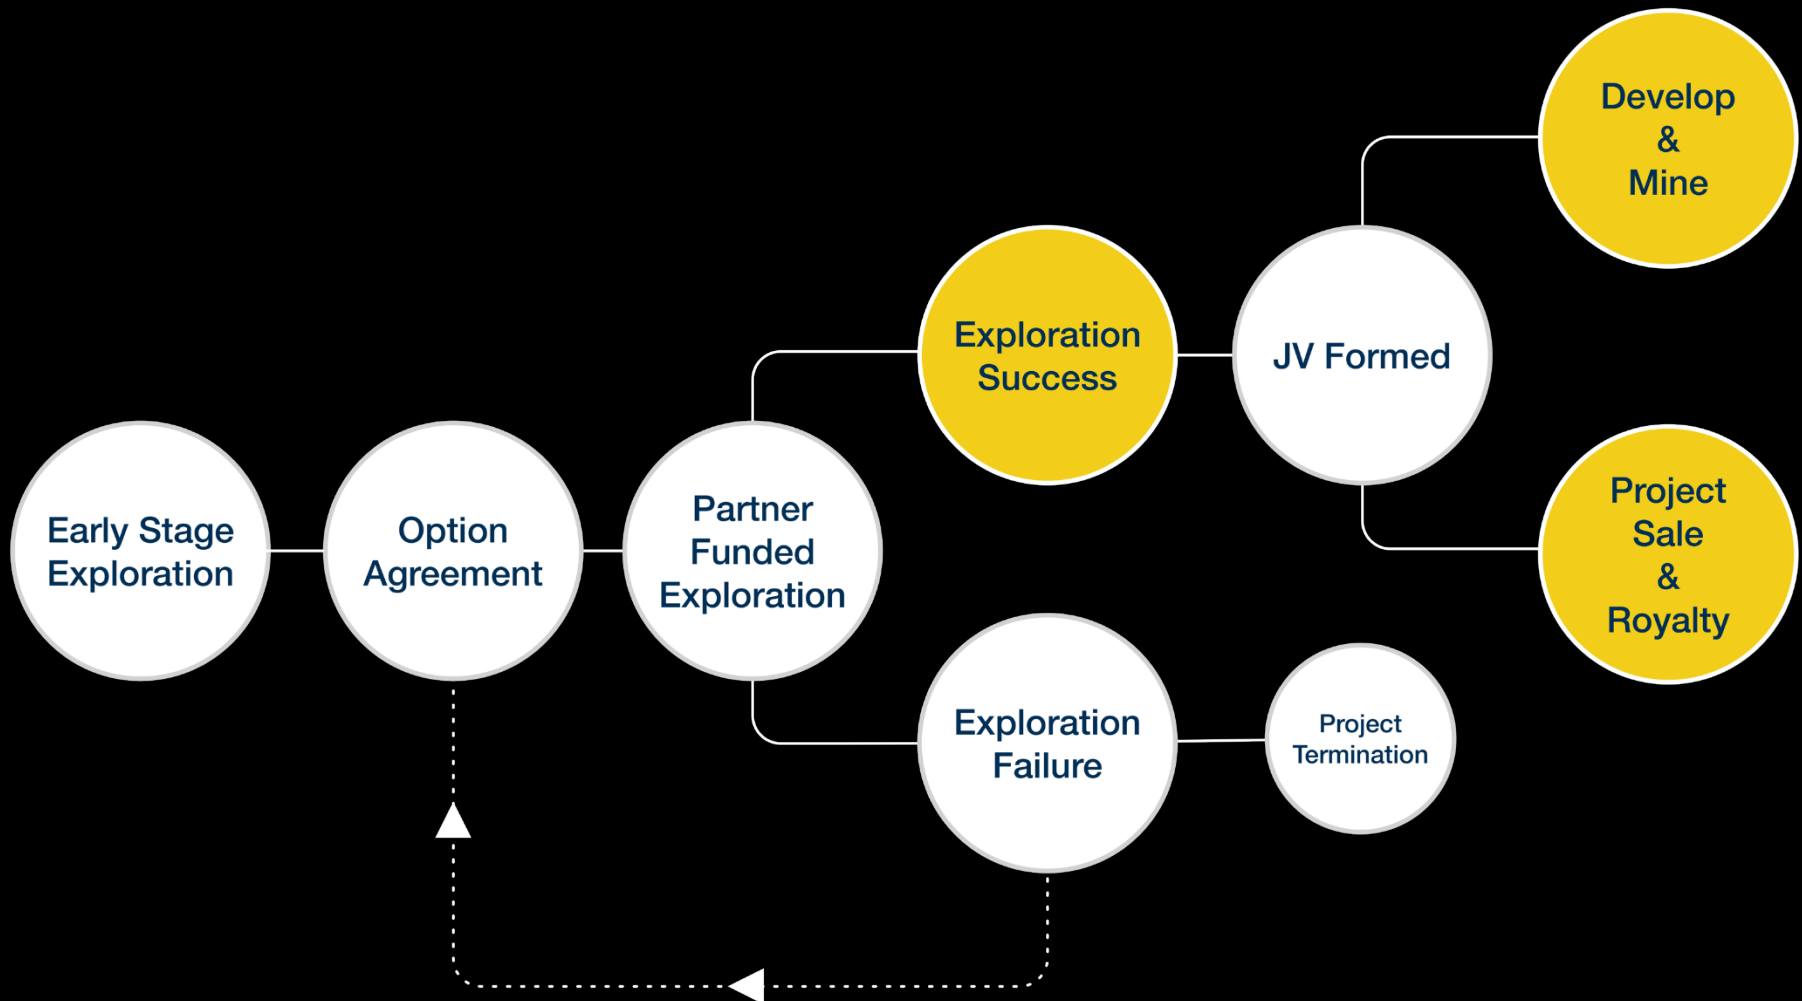 Early Stage
Exploration
Option
Agreement
Partner
Funded
Exploration
Exploration
Success
JV Formed
Develop
&
Mine
Project
Sale
&
Royalty
Exploration
Failure
Project
Termination